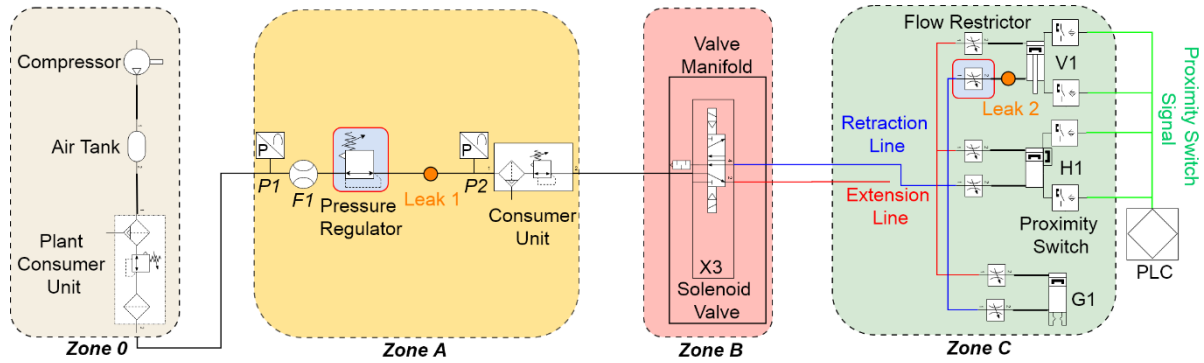 Compressor
Air Tank
Plant
Consumer
Unit
Zone 0
P
P1
F1
Pressure
Regulator
Leak 1
P
P2
Consumer
Unit
Zone A
Valve
Manifold
4
2
X3
Solenoid
Valve
Zone B
Flow Restrictor
V1
Leak 2
Retraction
Line
Extension
Line
H1
Proximity
Switch
G1
Zone C
Proximity Switch
Signal
PLC